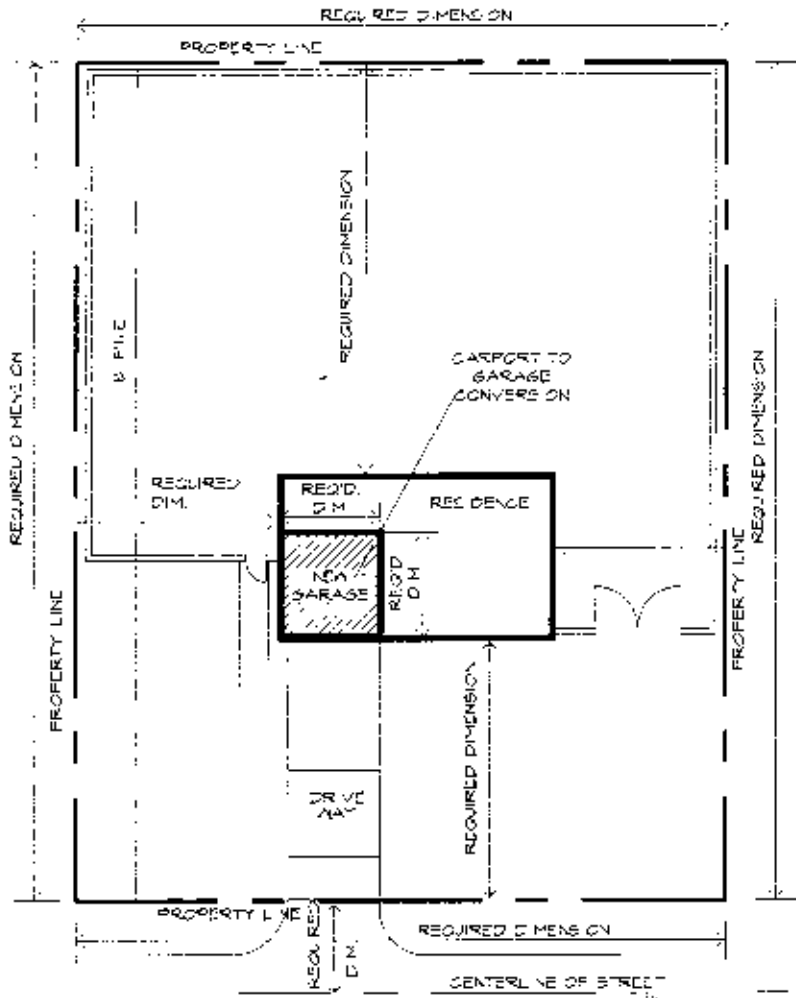 REQUIRED DIMENSION
PROPERTY LINE
REQUIRED DIMENSION
REQUIRED DIMENSION
REQUIRED DIMENSION
CARPORT TO
GARAGE
CONVERSION
REQUIRED
DIM.
REQ'D.
DIM
RESIDENCE
NEW
GARAGE
REQ'D
DIM
PROPERTY LINE
PROPERTY LINE
REQUIRED DIMENSION
DRIVE
WAY
PROPERTY LINE
REQUIRED
DIM.
REQUIRED DIMENSION
CENTERLINE OF STREET